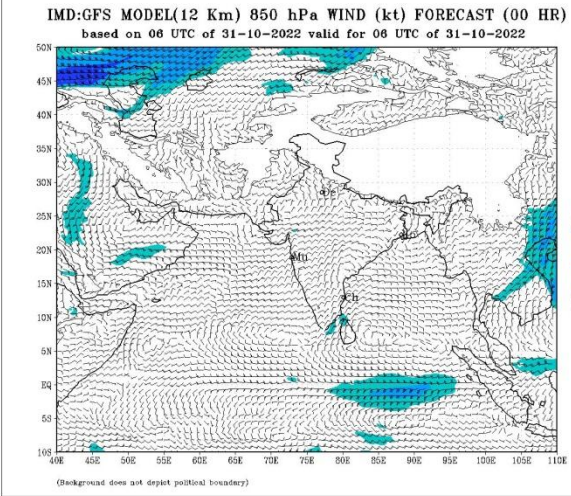 IMD:GFS MODEL(12 Km) 850 hPa WIND (kt) FORECAST (00 HR)
based on 06 UTC of 31-10-2022 valid for 06 UTC of 31-10-2022
50N
45N
40N
35N
30N
De
25N
20N
Mu
15N
Ch
10N
5N
EQ
5S
10S
40E 45E 50E 55E 60E 65E 70E 75E 80E 85E 90E 95E 100E 105E 110E
(Background does not depict political boundary)